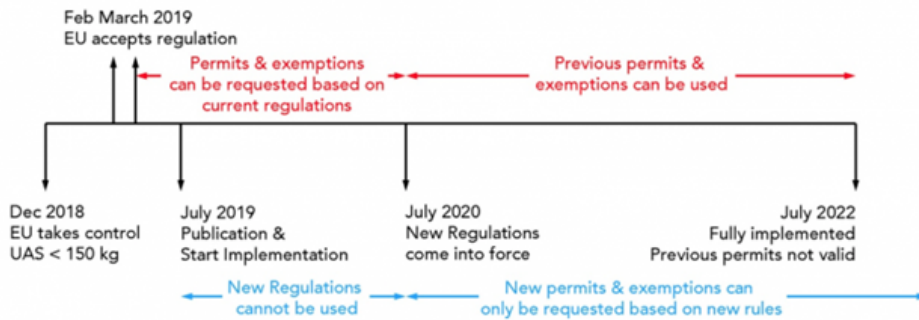 Feb March 2019
EU accepts regulation
Permits & exemptions
can be requested based on
current regulations
Previous permits &
exemptions can be used
Dec 2018
EU takes control
UAS < 150 kg
July 2019
Publication &
Start Implementation
July 2020
New Regulations
come into force
July 2022
Fully implemented
Previous permits not valid
New Regulations
cannot be used
New permits & exemptions can
only be requested based on new rules